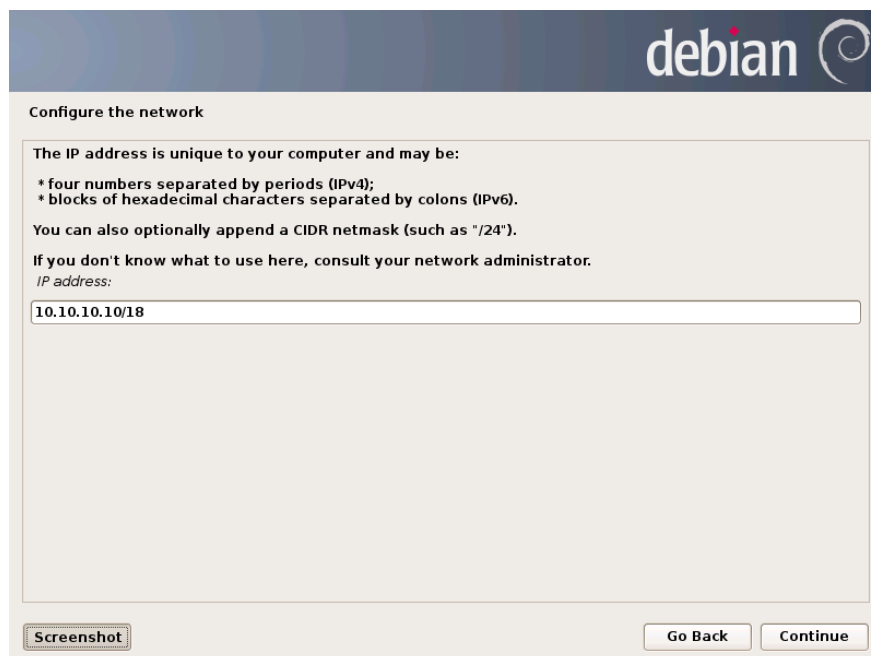 debian
Configure the network
The IP address is unique to your computer and may be:
* four numbers separated by periods (IPv4);
* blocks of hexadecimal characters separated by colons (IPv6).
You can also optionally append a CIDR netmask (such as "/24").
If you don't know what to use here, consult your network administrator.
IP address:
10.10.10.10/18
Screenshot
Go Back
Continue